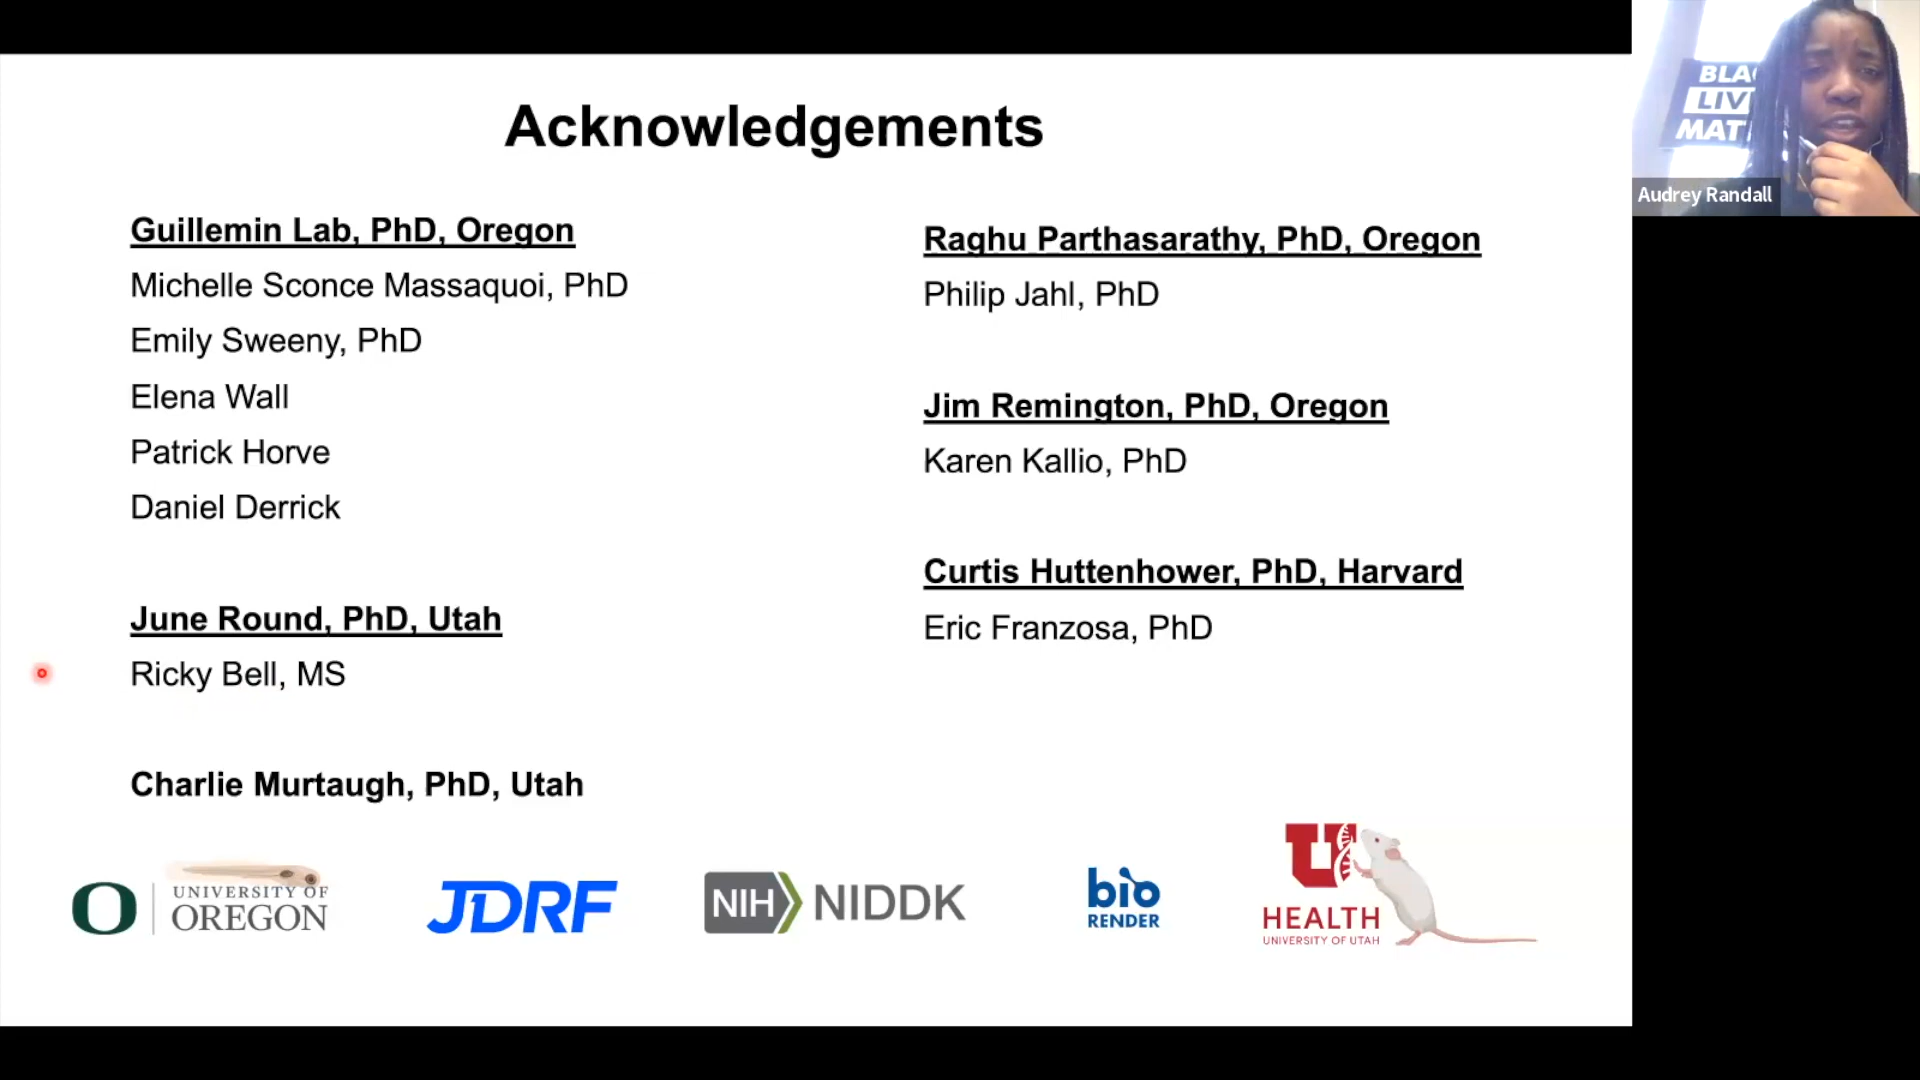 Acknowledgements
Guillemin Lab, PhD, Oregon
Michelle Sconce Massaquoi, PhD
Emily Sweeny, PhD
Elena Wall
Patrick Horve
Daniel Derrick
June Round, PhD, Utah
Ricky Bell, MS
Charlie Murtaugh, PhD, Utah
Raghu Parthasarathy, PhD, Oregon
Philip Jahl, PhD
Jim Remington, PhD, Oregon
Karen Kallio, PhD
Curtis Huttenhower, PhD, Harvard
Eric Franzosa, PhD
O UNIVERSITY OF
OREGON
JDRF
NIH NIDDK
bio
RENDER
U
HEALTH
UNIVERSITY OF UTAH
BLA
LIV
MAT
Audrey Randall